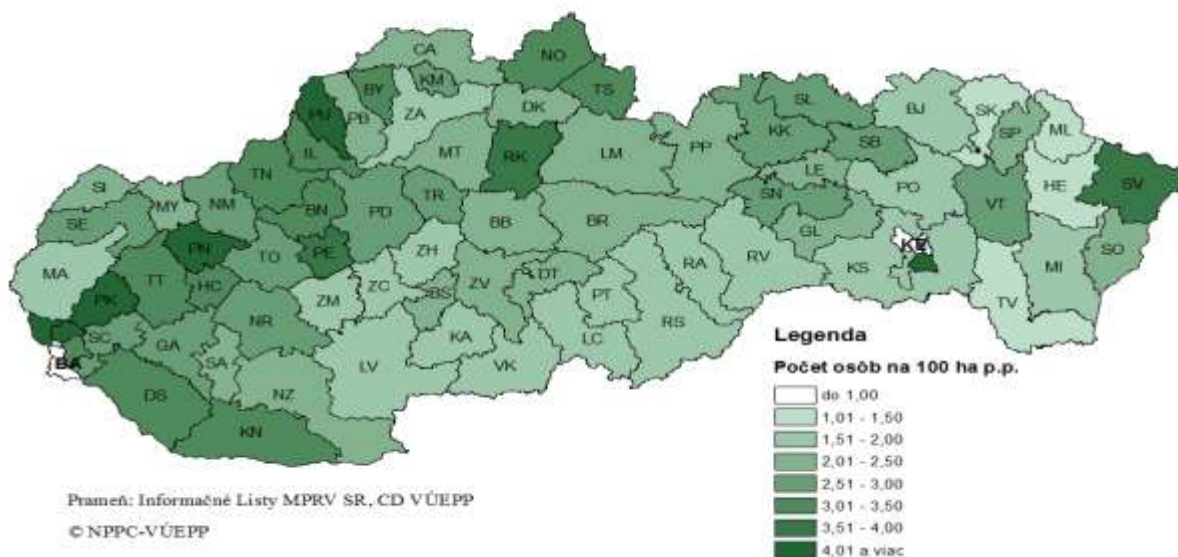 CA
NO
KM
BY
TS
PU
PB
ZA
DK
SL
BJ
SK
ML
KK
SP
IL
MT
RK
LM
PP
SB
LE
HE
TN
SV
SI
MY
NM
BN
PD
TR
BB
BR
SN
PO
VT
SE
PN
TO
PE
ZH
GL
KE
SO
MA
TT
HC
ZM
ZC
BS
ZV
DT
RA
RV
KS
MI
PK
NR
PT
TV
SC
GA
SA
LV
KA
VK
LC
RS
BA
DS
NZ
KN
Legenda
Počet osôb na 100 ha p.p.
do 1,00
1,01 - 1,50
1,51 - 2,00
2,01 - 2,50
2,51 - 3,00
3,01 - 3,50
3,51 - 4,00
4,01 a viac
Prameň: Informačné Listy MPRV SR, CD VÚEPP
© NPPC-VÚEPP